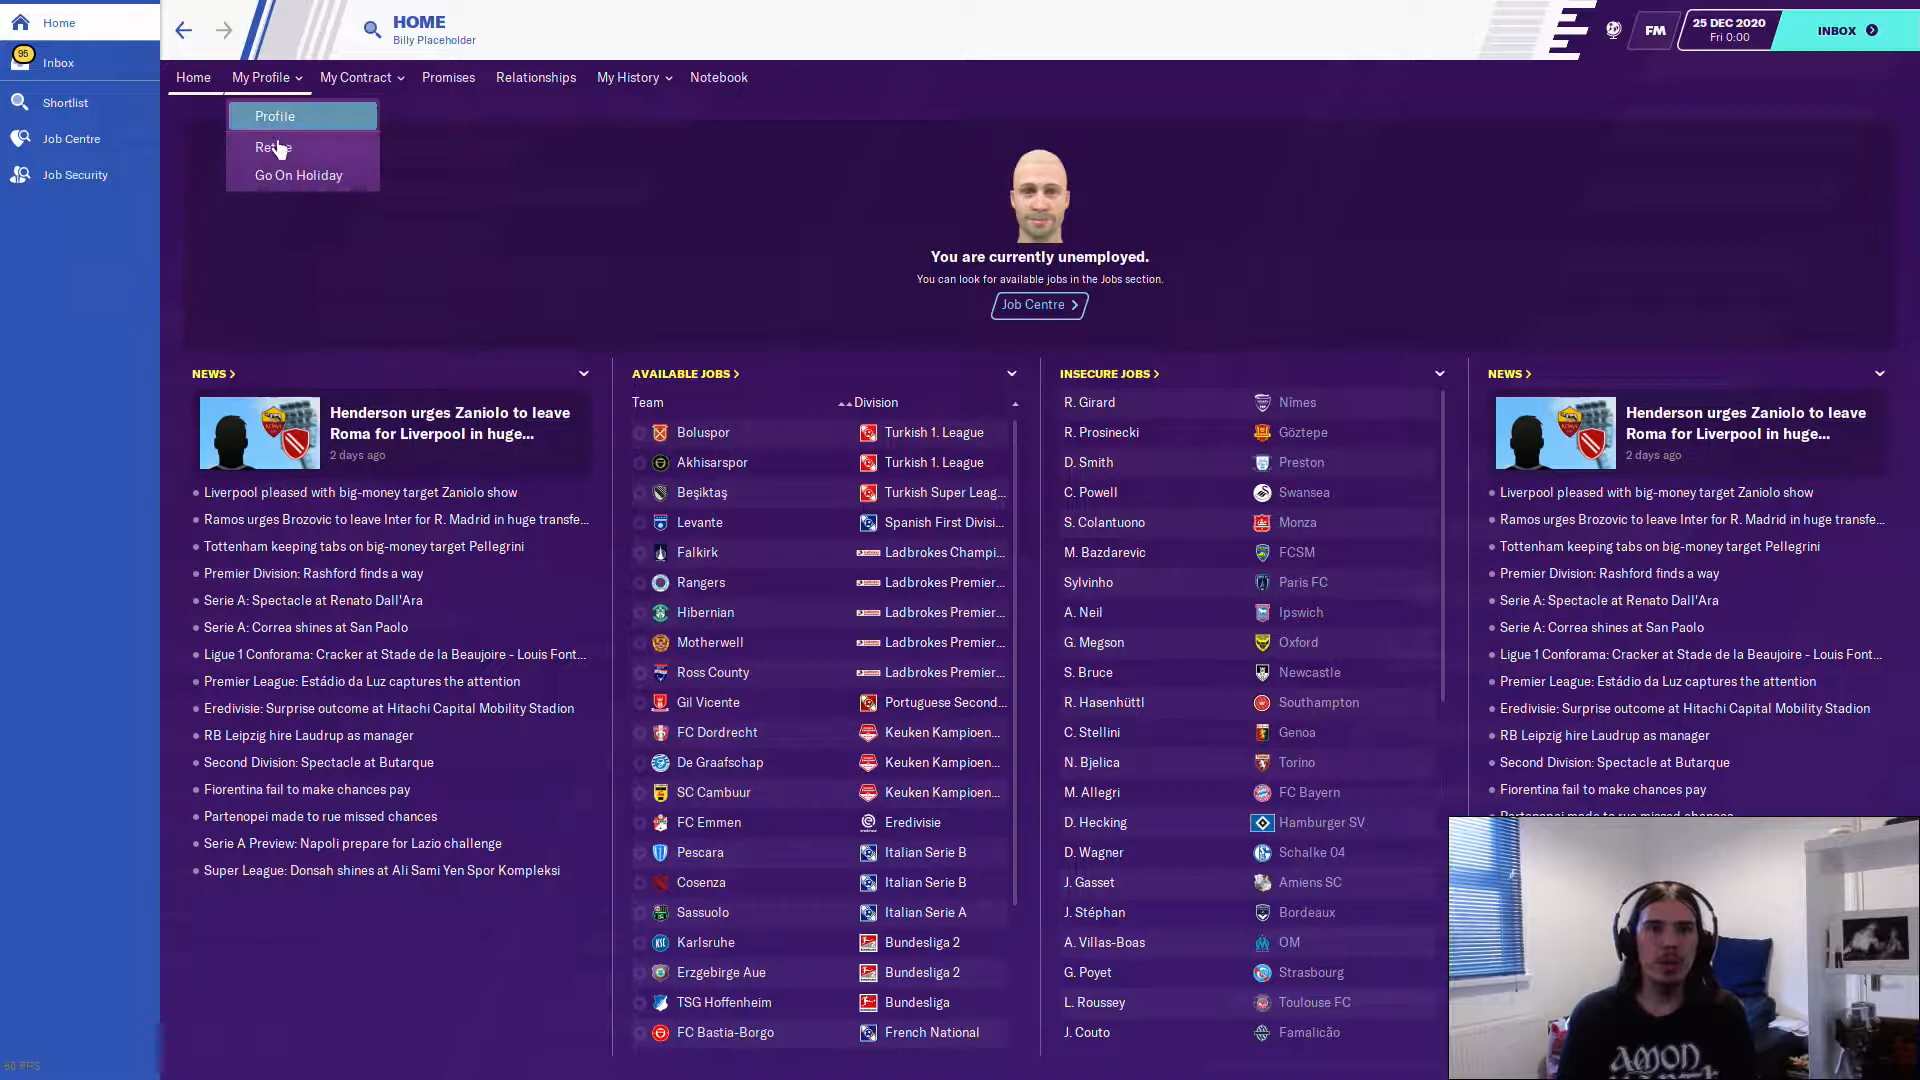 Home
95
Inbox
Shortlist
Job Centre
Job Security
HOME
Billy Placeholder
FM
25 DEC 2020
Fri 0:00
INBOX
Home
My Profile
My Contract
Promises
Relationships
My History
Notebook
Profile
Go On Holiday
You are currently unemployed.
You can look for available jobs in the Jobs section.
Job Centre
NEWS
Henderson urges Zaniolo to leave
Roma for Liverpool in huge...
2 days ago
Liverpool pleased with big-money target Zaniolo show
Ramos urges Brozovic to leave Inter for R. Madrid in huge transfe...
Tottenham keeping tabs on big-money target Pellegrini
Premier Division: Rashford finds a way
Serie A: Spectacle at Renato Dall'Ara
Serie A: Correa shines at San Paolo
Ligue 1 Conforama: Cracker at Stade de la Beaujoire - Louis Font...
Premier League: Estádio da Luz captures the attention
Eredivisie: Surprise outcome at Hitachi Capital Mobility Stadion
RB Leipzig hire Laudrup as manager
Second Division: Spectacle at Butarque
Fiorentina fail to make chances pay
Partenopei made to rue missed chances
Serie A Preview: Napoli prepare for Lazio challenge
Super League: Donsah shines at Ali Sami Yen Spor Kompleksi
AVAILABLE JOBS
Team Division
Boluspor Turkish 1. League
Akhisarspor Turkish 1. League
Beşiktaş Turkish Super Leag...
Levante Spanish First Divisi...
Falkirk Ladbrokes Champi...
Rangers Ladbrokes Premier...
Hibernian Ladbrokes Premier...
Motherwell Ladbrokes Premier...
Ross County Ladbrokes Premier...
Gil Vicente Portuguese Second...
FC Dordrecht Keuken Kampioen...
De Graafschap Keuken Kampioen...
SC Cambuur Keuken Kampioen...
FC Emmen Eredivisie
Pescara Italian Serie B
Cosenza Italian Serie B
Sassuolo Italian Serie A
Karlsruhe Bundesliga 2
Erzgebirge Aue Bundesliga 2
TSG Hoffenheim Bundesliga
FC Bastia-Borgo French National
INSECURE JOBS
R. Girard Nîmes
R. Prosinecki Göztepe
D. Smith Preston
C. Powell Swansea
S. Colantuono Monza
M. Bazdarevic FCSM
Sylvinho Paris FC
A. Neil Ipswich
G. Megson Oxford
S. Bruce Newcastle
R. Hasenhüttl Southampton
C. Stellini Genoa
N. Bjelica Torino
M. Allegri FC Bayern
D. Hecking Hamburger SV
D. Wagner Schalke 04
J. Gasset Amiens SC
J. Stéphan Bordeaux
A. Villas-Boas OM
G. Poyet Strasbourg
L. Roussey Toulouse FC
J. Couto Famalicão
NEWS
Henderson urges Zaniolo to leave
Roma for Liverpool in huge...
2 days ago
Liverpool pleased with big-money target Zaniolo show
Ramos urges Brozovic to leave Inter for R. Madrid in huge transfe...
Tottenham keeping tabs on big-money target Pellegrini
Premier Division: Rashford finds a way
Serie A: Spectacle at Renato Dall'Ara
Serie A: Correa shines at San Paolo
Ligue 1 Conforama: Cracker at Stade de la Beaujoire - Louis Font...
Premier League: Estádio da Luz captures the attention
Eredivisie: Surprise outcome at Hitachi Capital Mobility Stadion
RB Leipzig hire Laudrup as manager
Second Division: Spectacle at Butarque
Fiorentina fail to make chances pay
AMON
60 FPS